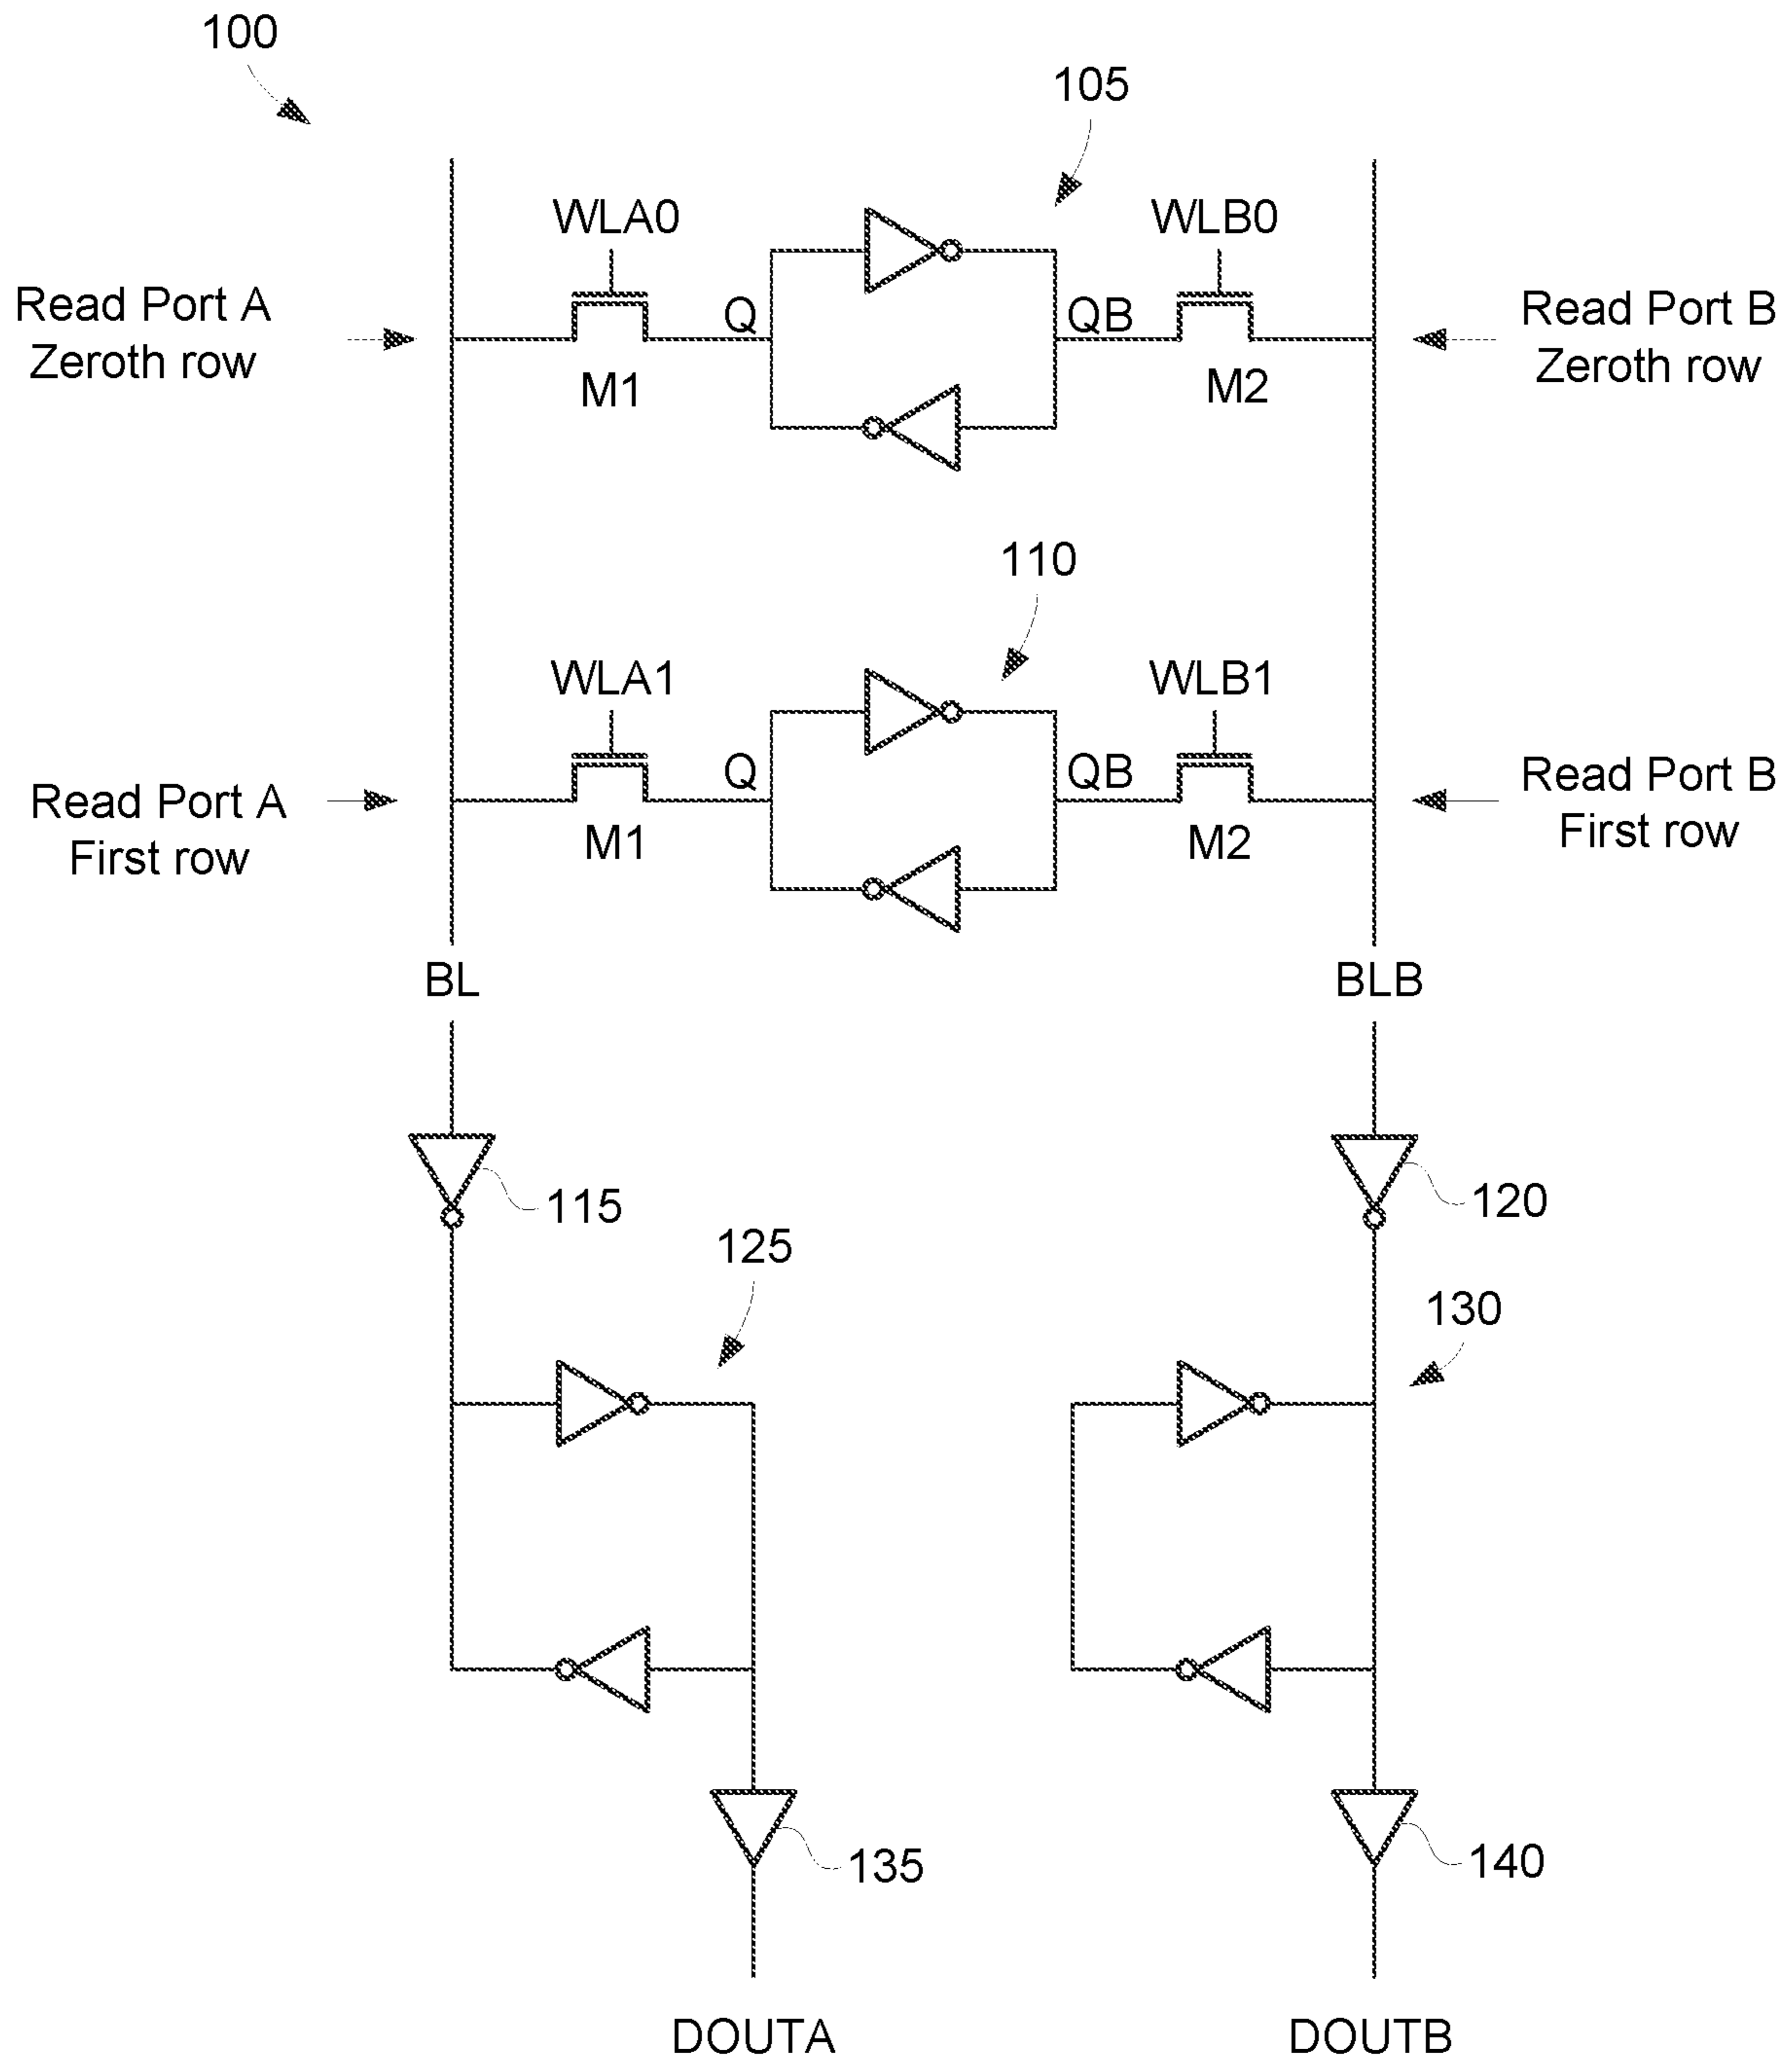 100
105
WLA0
WLB0
Read Port A
Zeroth row
Q
QB
Read Port B
Zeroth row
M1
M2
110
WLA1
WLB1
Read Port A
First row
Q
QB
Read Port B
First row
M1
M2
BL
BLB
115
120
125
130
135
140
DOUTA
DOUTB